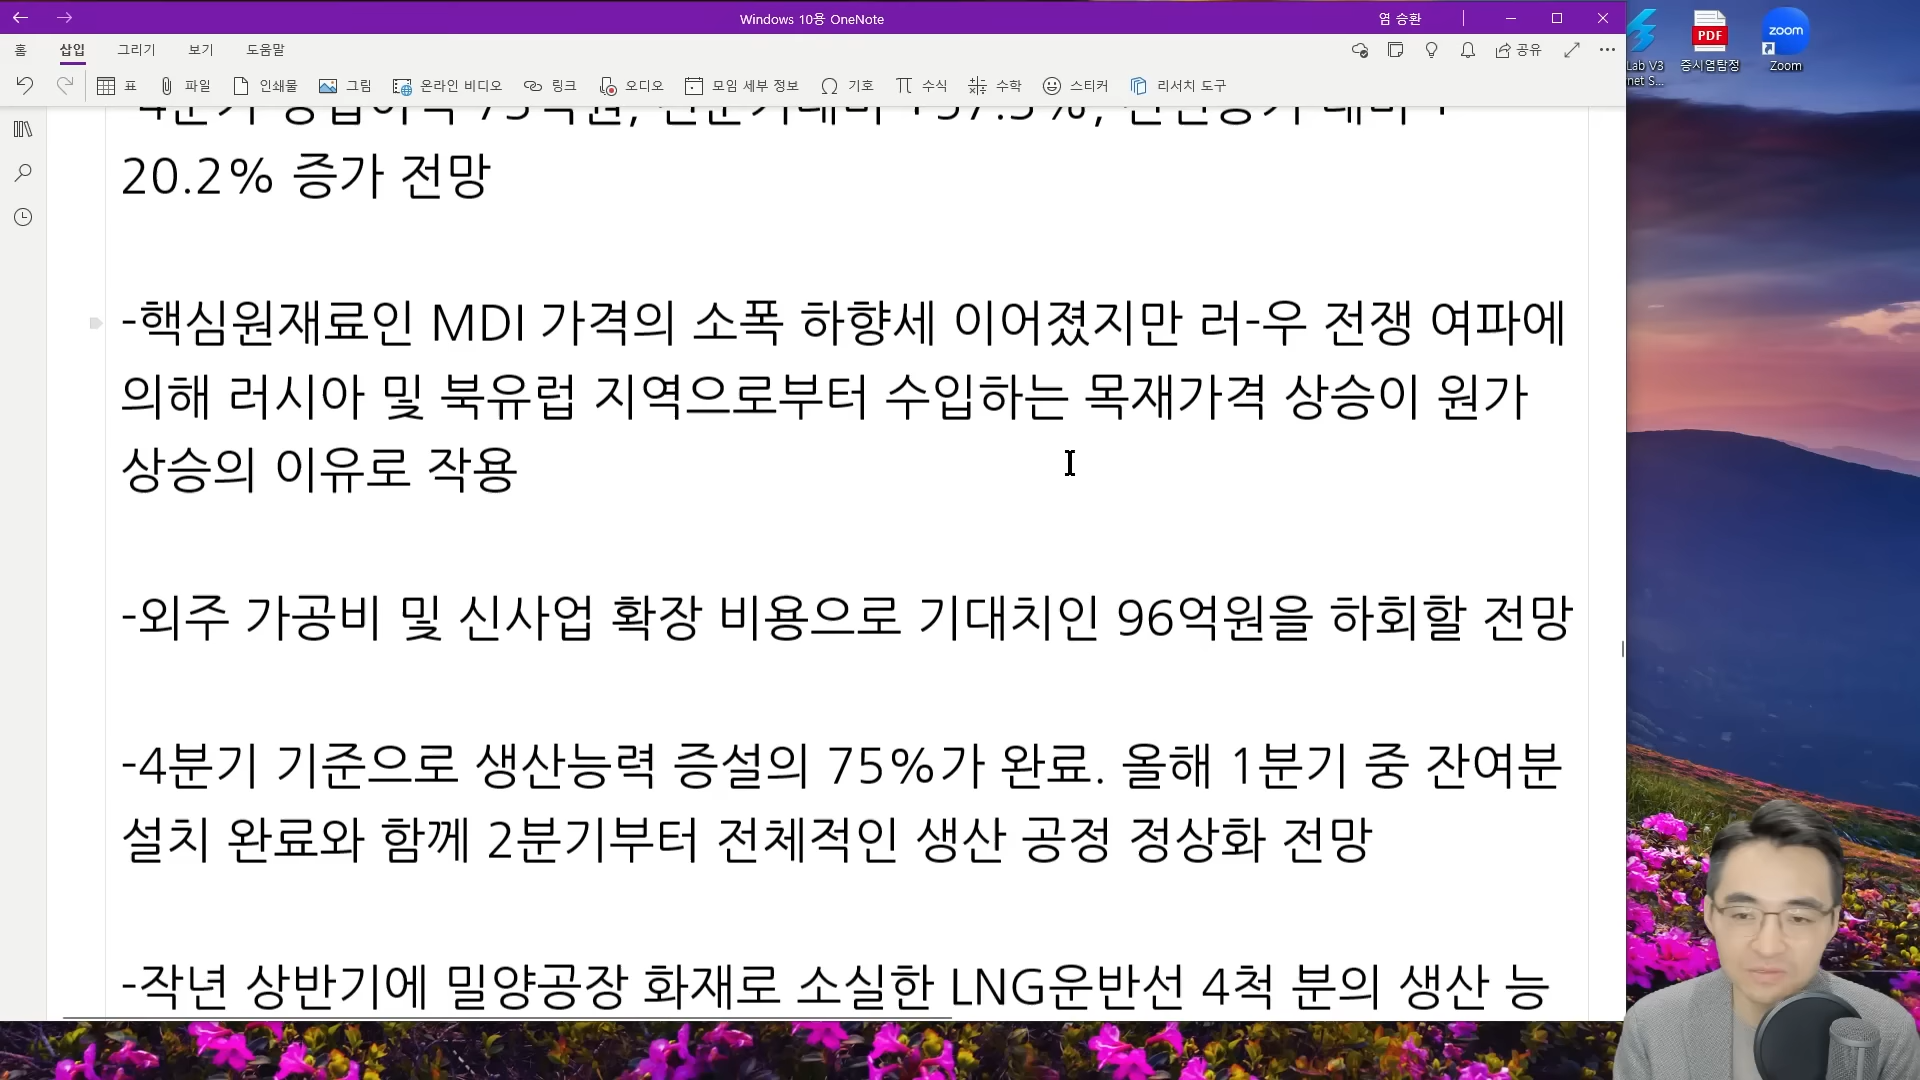 Windows 10용 OneNote
염 승환
홈 삽입 그리기 보기 도움말
공유
표 파일 인쇄물 그림 온라인 비디오 링크 오디오 모임 세부 정보 기호 수식 수학 스티커 리서치 도구
Lab V3
net S...
PDF
증시염탐정
zoom
Zoom
20.2% 증가 전망
-핵심원재료인 MDI 가격의 소폭 하향세 이어졌지만 러-우 전쟁 여파에
의해 러시아 및 북유럽 지역으로부터 수입하는 목재가격 상승이 원가
상승의 이유로 작용
-외주 가공비 및 신사업 확장 비용으로 기대치인 96억원을 하회할 전망
-4분기 기준으로 생산능력 증설의 75%가 완료. 올해 1분기 중 잔여분
설치 완료와 함께 2분기부터 전체적인 생산 공정 정상화 전망
-작년 상반기에 밀양공장 화재로 소실한 LNG운반선 4척 분의 생산 능